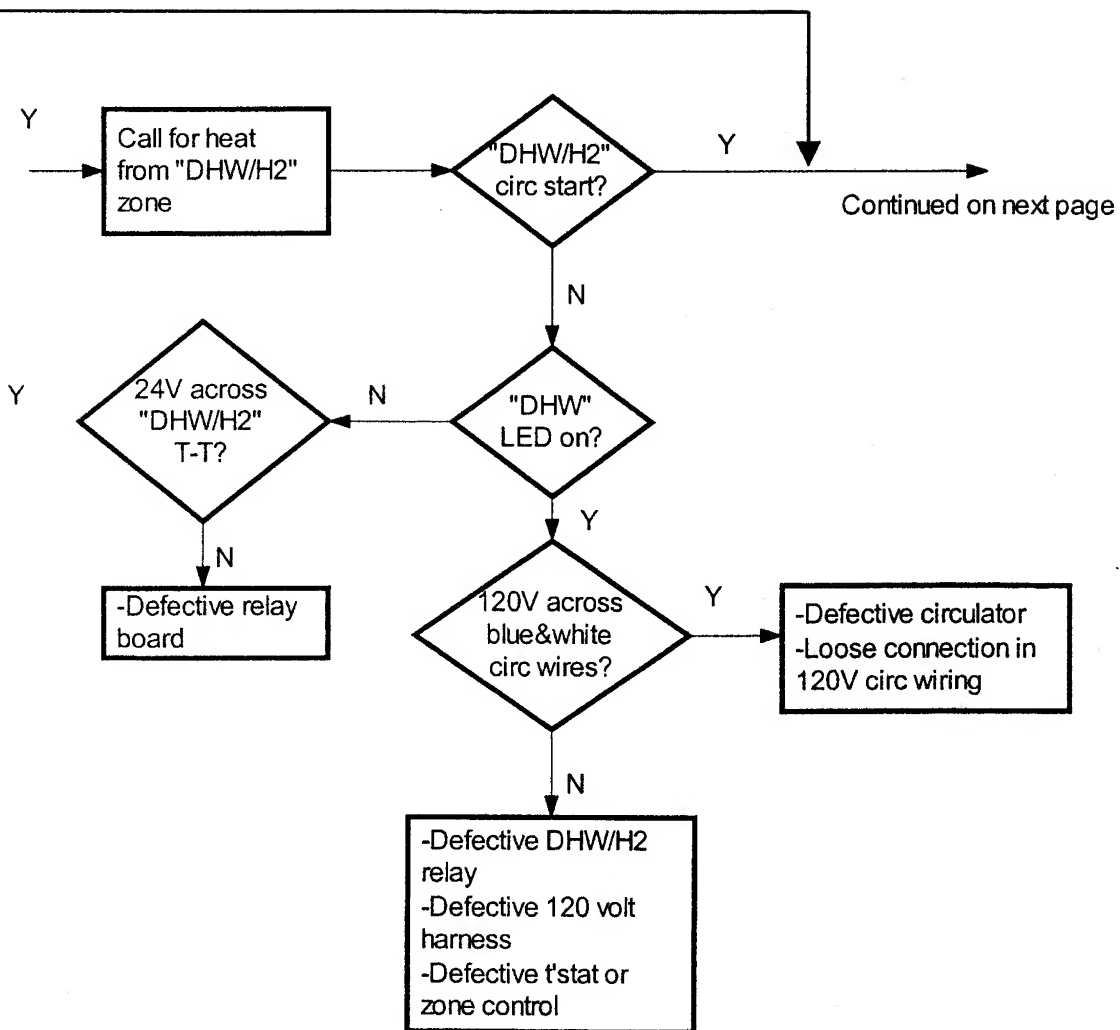 Y
Call for heat
from "DHW/H2"
zone
"DHW/H2"
circ start?
Y
Continued on next page
N
Y
24V across
"DHW/H2"
T-T?
N
"DHW"
LED on?
N
-Defective relay
board
Y
120V across
blue&white
circ wires?
Y
-Defective circulator
-Loose connection in
120V circ wiring
N
-Defective DHW/H2
relay
-Defective 120 volt
harness
-Defective t'stat or
zone control